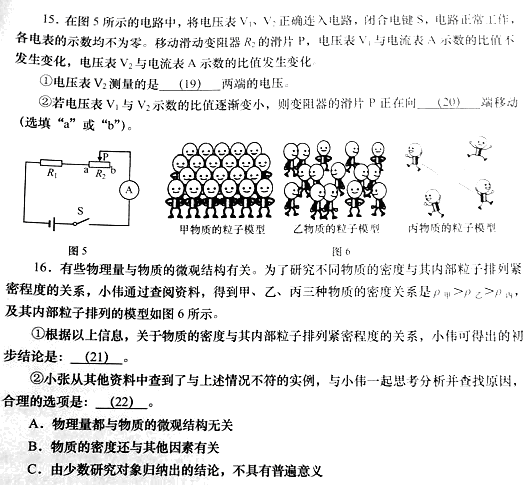 15．在图5所示的电路中，将电压表V₁、V₂正确连入电路，闭合电键S，电路正常工作，
各电表的示数均不为零。移动滑动变阻器R₂的滑片P，电压表V₁与电流表A示数的比值不
发生变化，电压表V₂与电流表A示数的比值发生变化
①电压表V₂测量的是 (19) 两端的电压。
②若电压表V₁与V₂示数的比值逐渐变小，则变阻器的滑片P正在向 (20) 端移动
(选填“a”或“b”)。
P
R₁ a R₂ b
A
S
甲物质的粒子模型 乙物质的粒子模型 丙物质的粒子模型
图5 图6
16．有些物理量与物质的微观结构有关。为了研究不同物质的密度与其内部粒子排列紧
密程度的关系，小伟通过查阅资料，得到甲、乙、丙三种物质的密度关系是ρ甲＞ρ乙＞ρ丙，
及其内部粒子排列的模型如图6所示。
①根据以上信息，关于物质的密度与其内部粒子排列紧密程度的关系，小伟可得出的初
步结论是： (21) 。
②小张从其他资料中查到了与上述情况不符的实例，与小伟一起思考分析并查找原因，
合理的选项是： (22) 。
A．物理量都与物质的微观结构无关
B．物质的密度还与其他因素有关
C．由少数研究对象归纳出的结论，不具有普遍意义